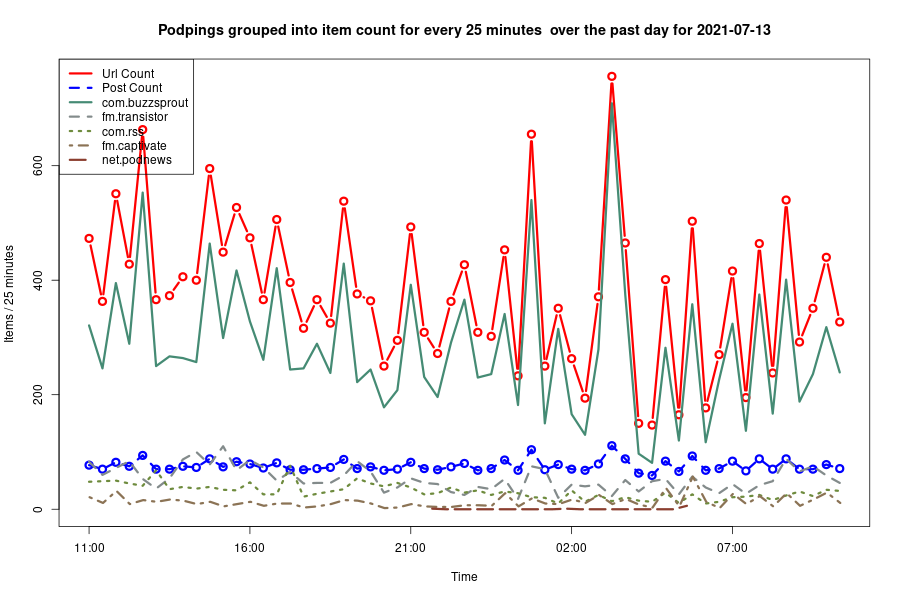 Podpings grouped into item count for every 25 minutes  over the past day for 2021-07-13
Url Count
Post Count
com.buzzsprout
fm.transistor
com.rss
fm.captivate
net.podnews
Items / 25 minutes
600
400
200
0
11:00
16:00
21:00
02:00
07:00
Time